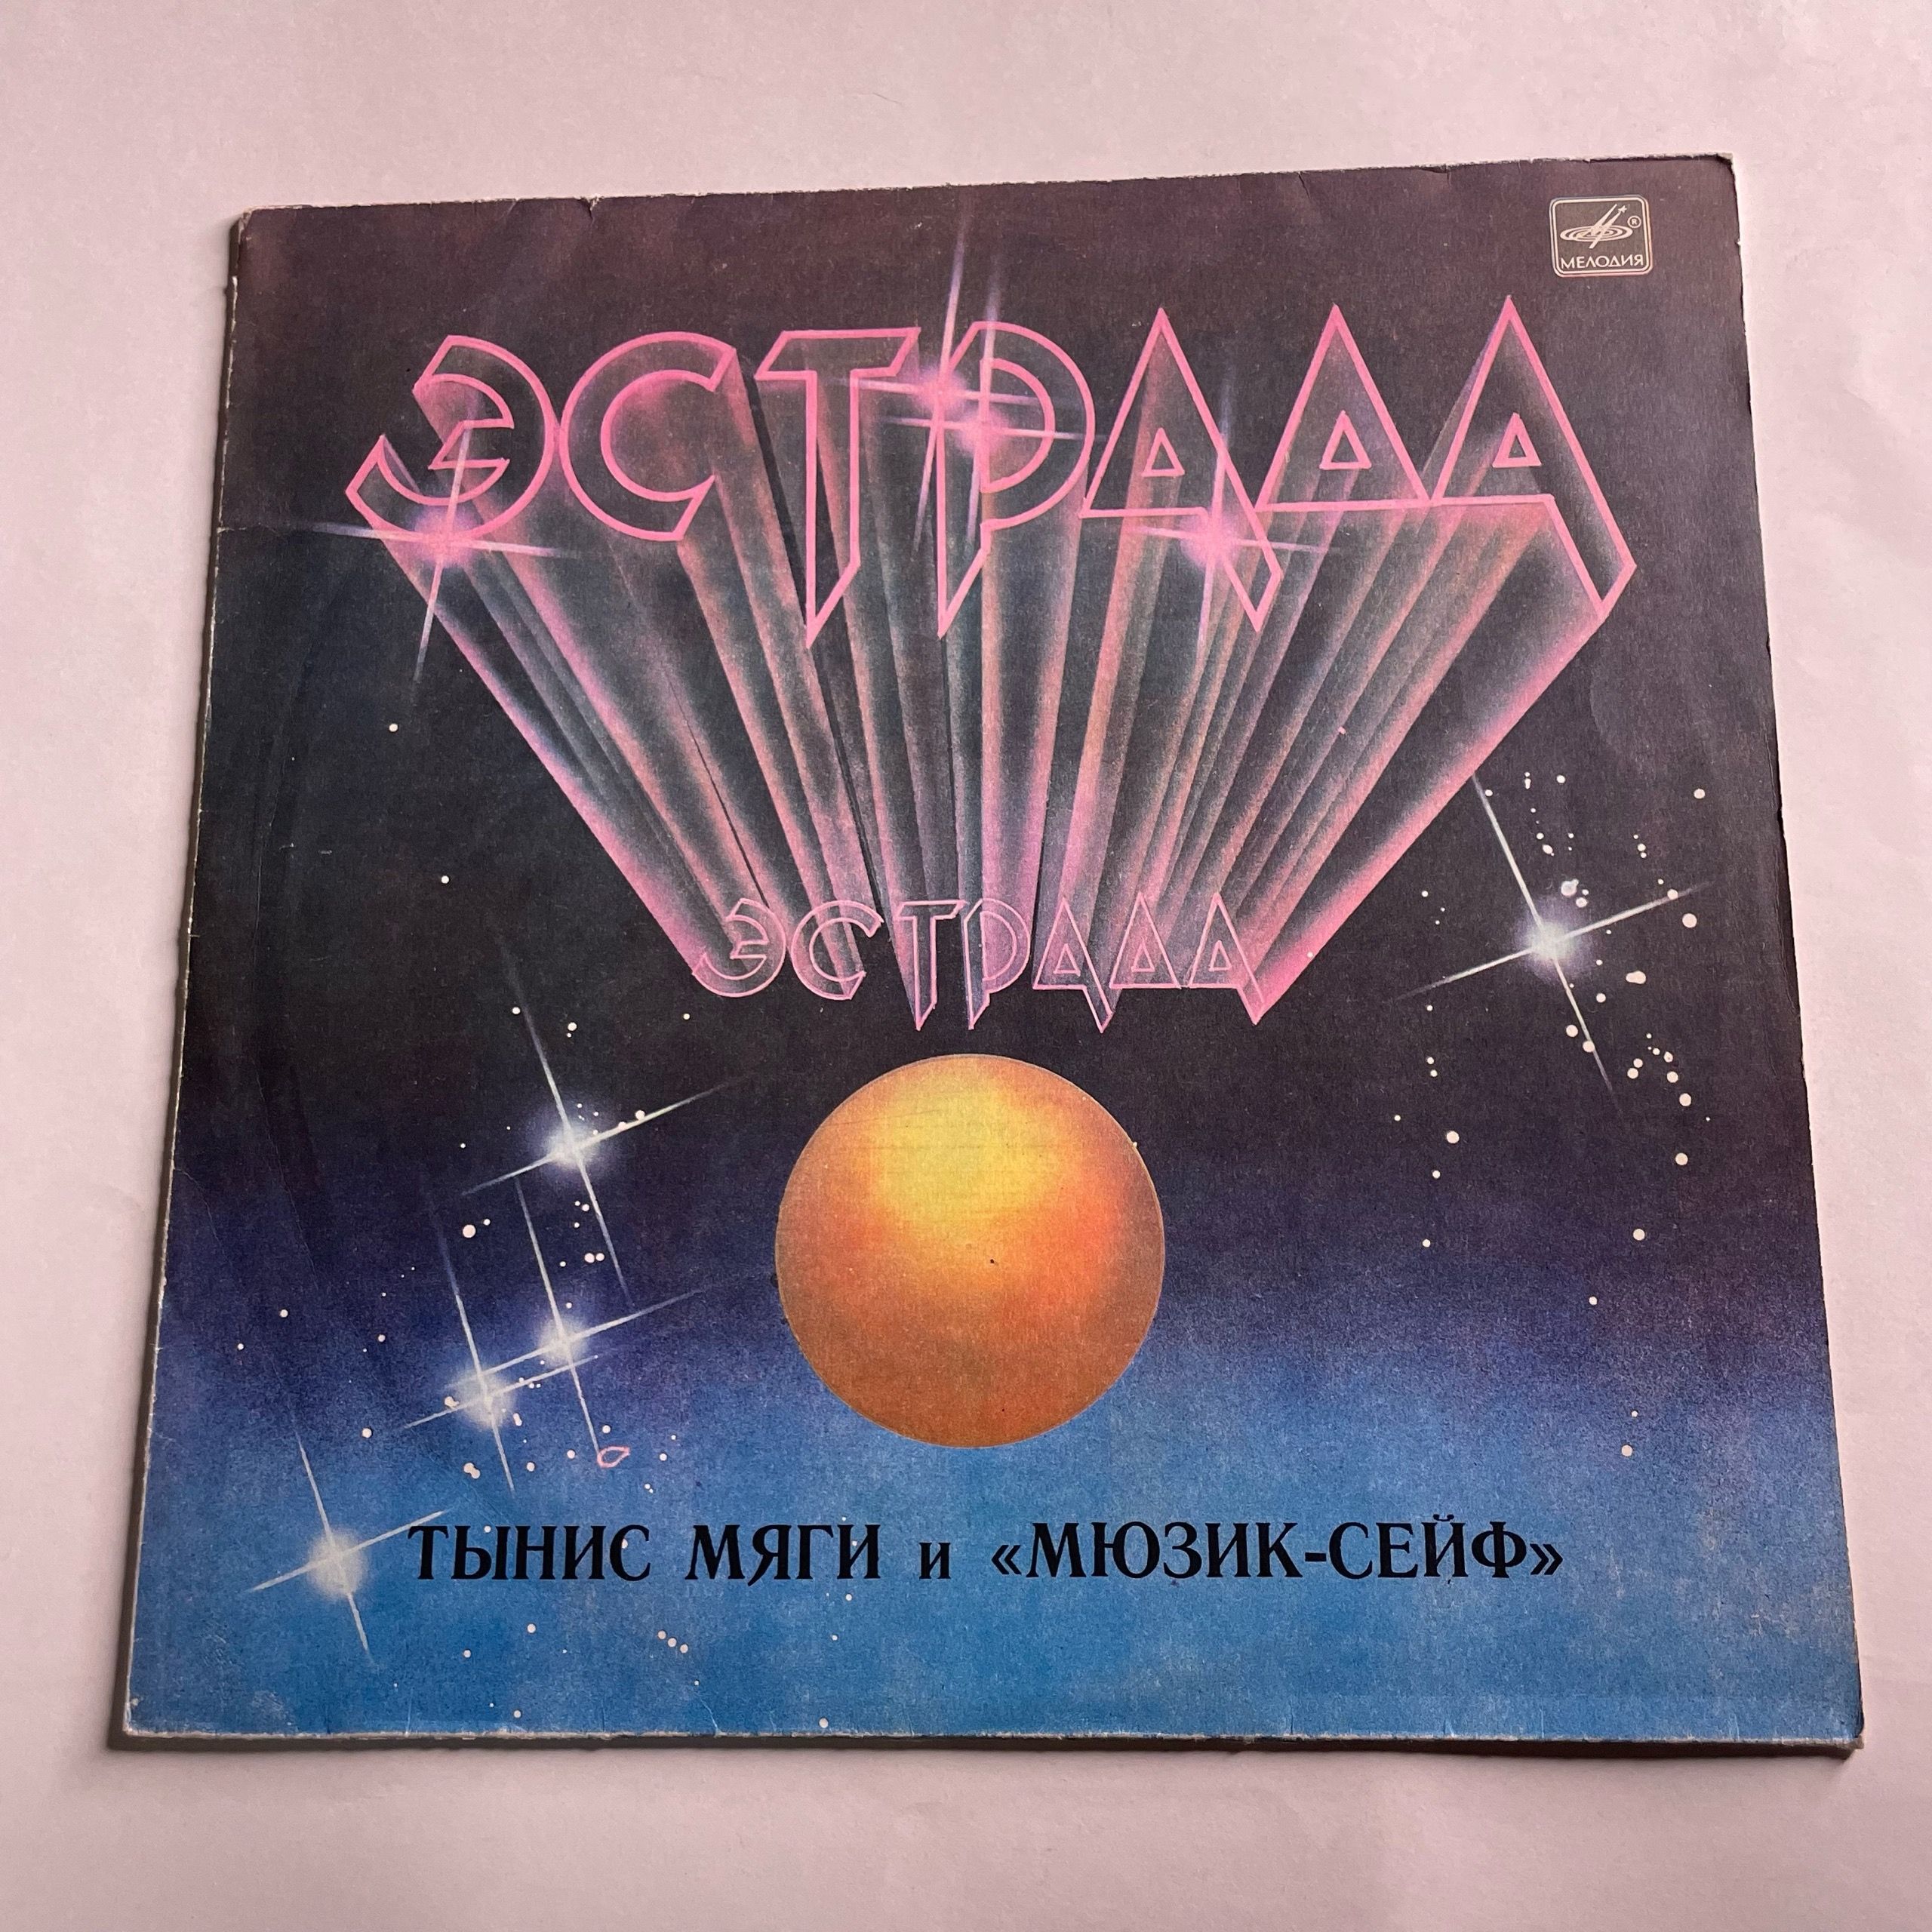 МЕЛОДИЯ
ЭСТРАДА
ЭСТРАДА
ТЫНИС МЯГИ и «МЮЗИК-СЕЙФ»